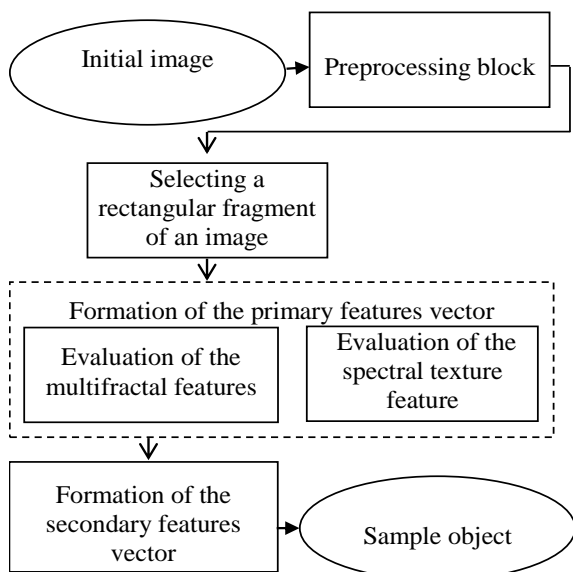 Initial image
Preprocessing block
Selecting a
rectangular fragment
of an image
Formation of the primary features vector
Evaluation of the
multifractal features
Evaluation of the
spectral texture
feature
Formation of the
secondary features
vector
Sample object